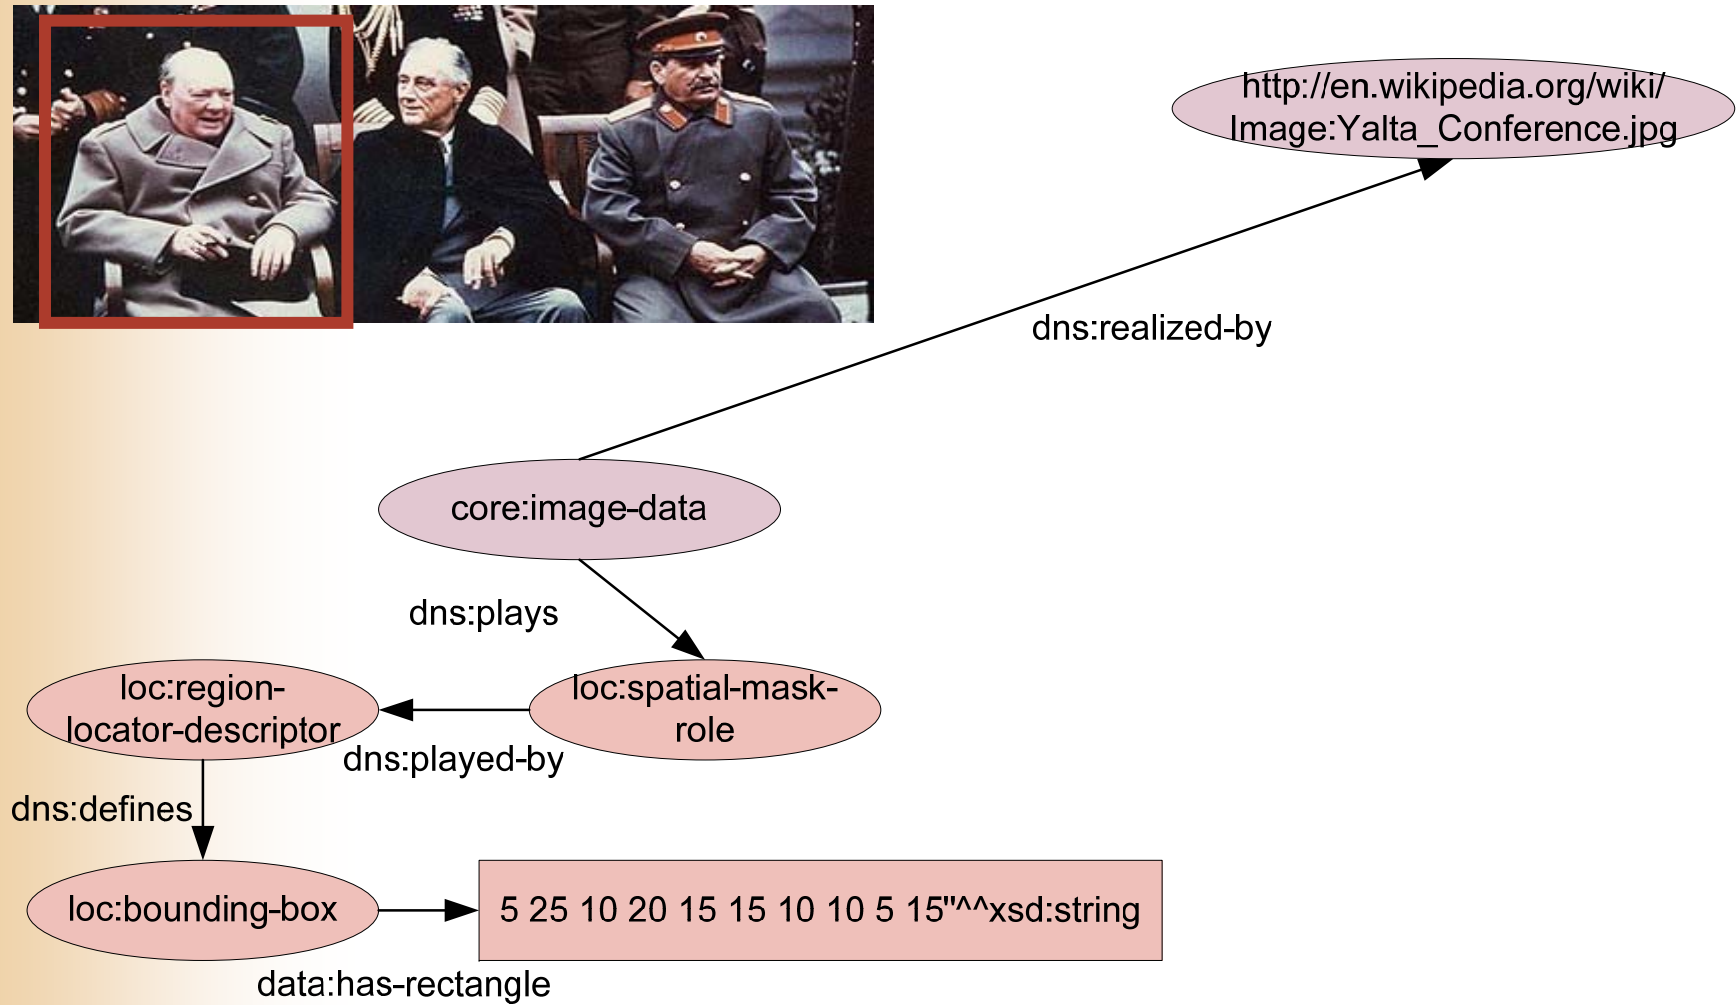 http://en.wikipedia.org/wiki/
Image:Yalta_Conference.jpg
dns:realized-by
core:image-data
dns:plays
loc:region-
locator-descriptor
loc:spatial-mask-
role
dns:played-by
dns:defines
loc:bounding-box
5 25 10 20 15 15 10 10 5 15"^^xsd:string
data:has-rectangle